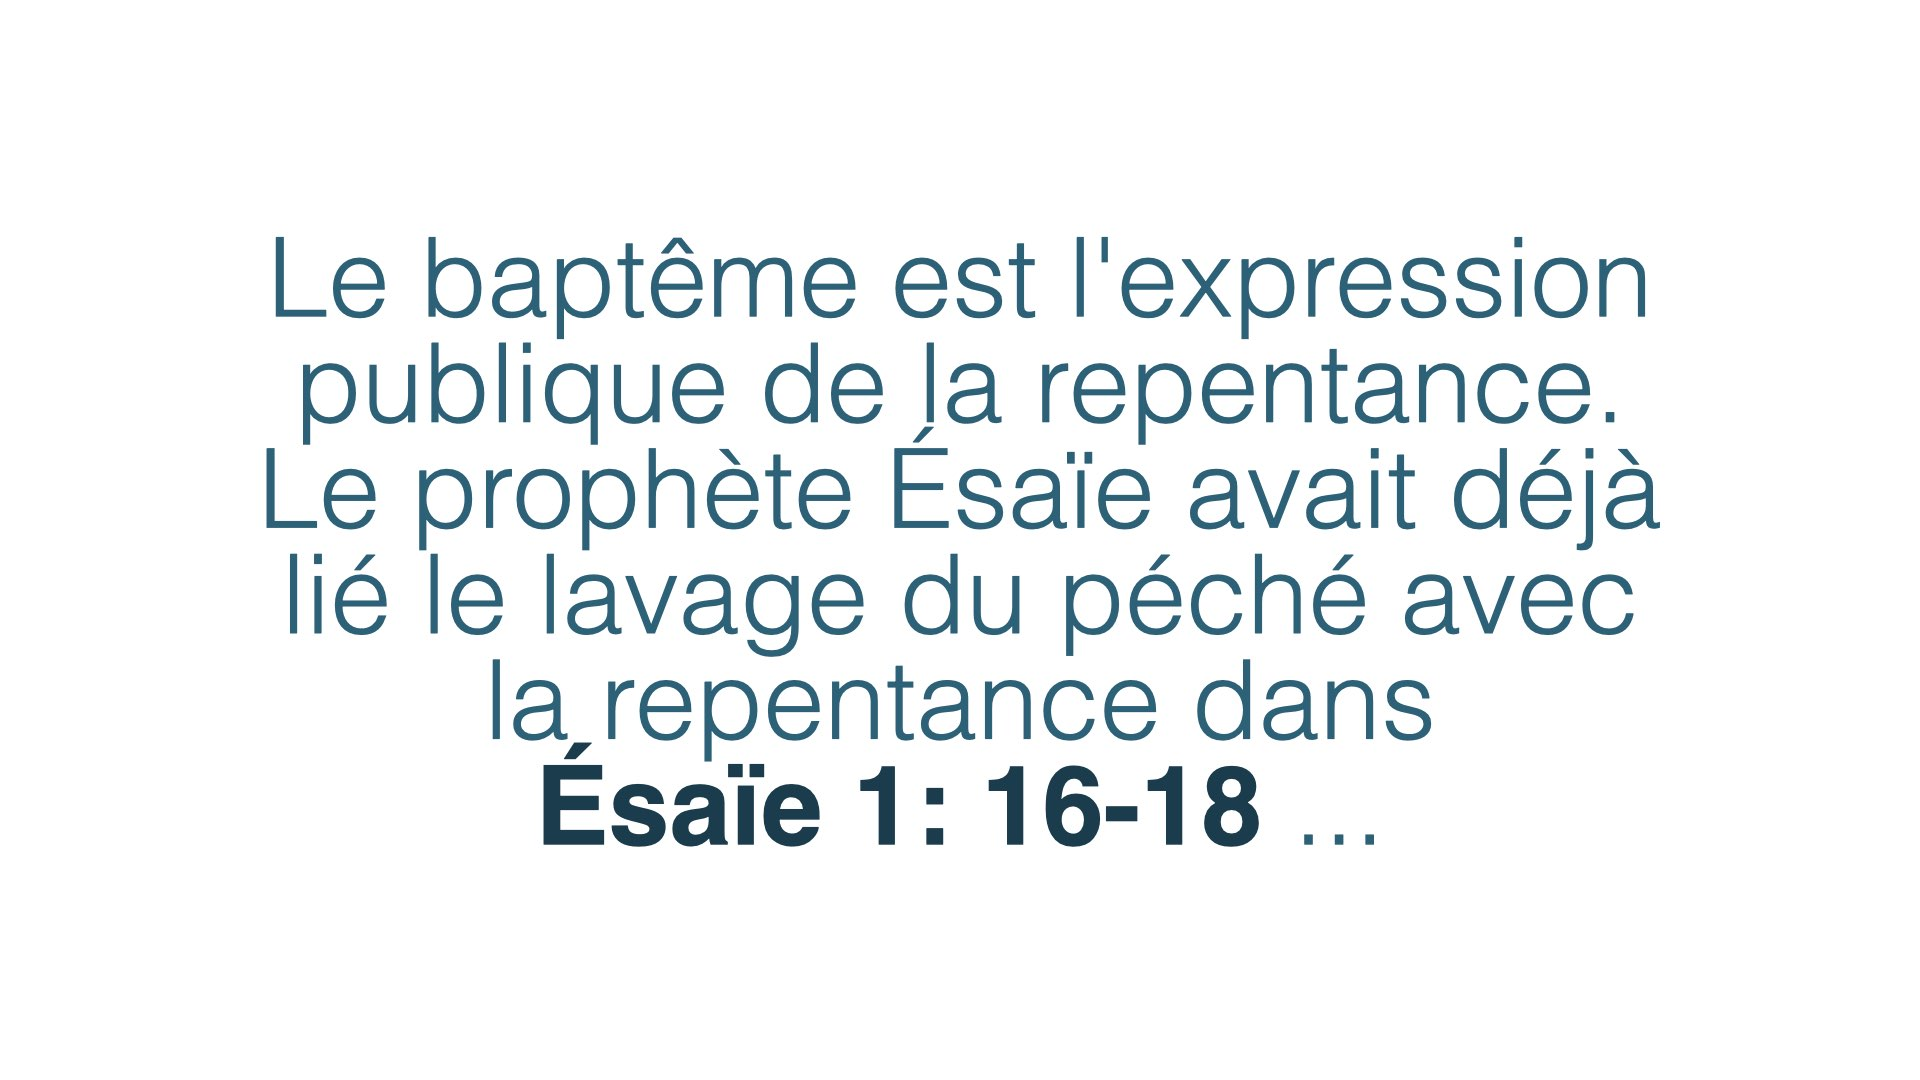 Le baptême est l'expression
publique de la repentance.
Le prophète Ésaïe avait déjà
lié le lavage du péché avec
la repentance dans
Ésaïe 1: 16-18 ...